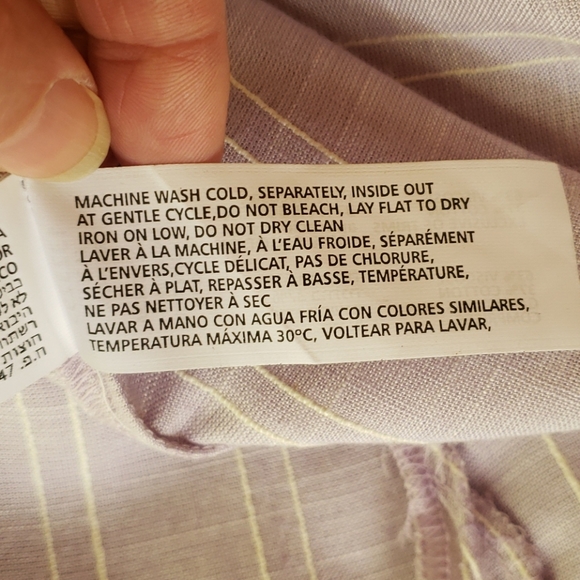 MACHINE WASH COLD, SEPARATELY, INSIDE OUT
AT GENTLE CYCLE,DO NOT BLEACH, LAY FLAT TO DRY
IRON ON LOW, DO NOT DRY CLEAN
LAVER À LA MACHINE, À L'EAU FROIDE, SÉPARÉMENT
À L'ENVERS,CYCLE DÉLICAT, PAS DE CHLORURE,
SÉCHER À PLAT, REPASSER À BASSE, TEMPÉRATURE,
NE PAS NETTOYER À SEC
LAVAR A MANO CON AGUA FRÍA CON COLORES SIMILARES,
TEMPERATURA MÁXIMA 30°C, VOLTEAR PARA LAVAR,